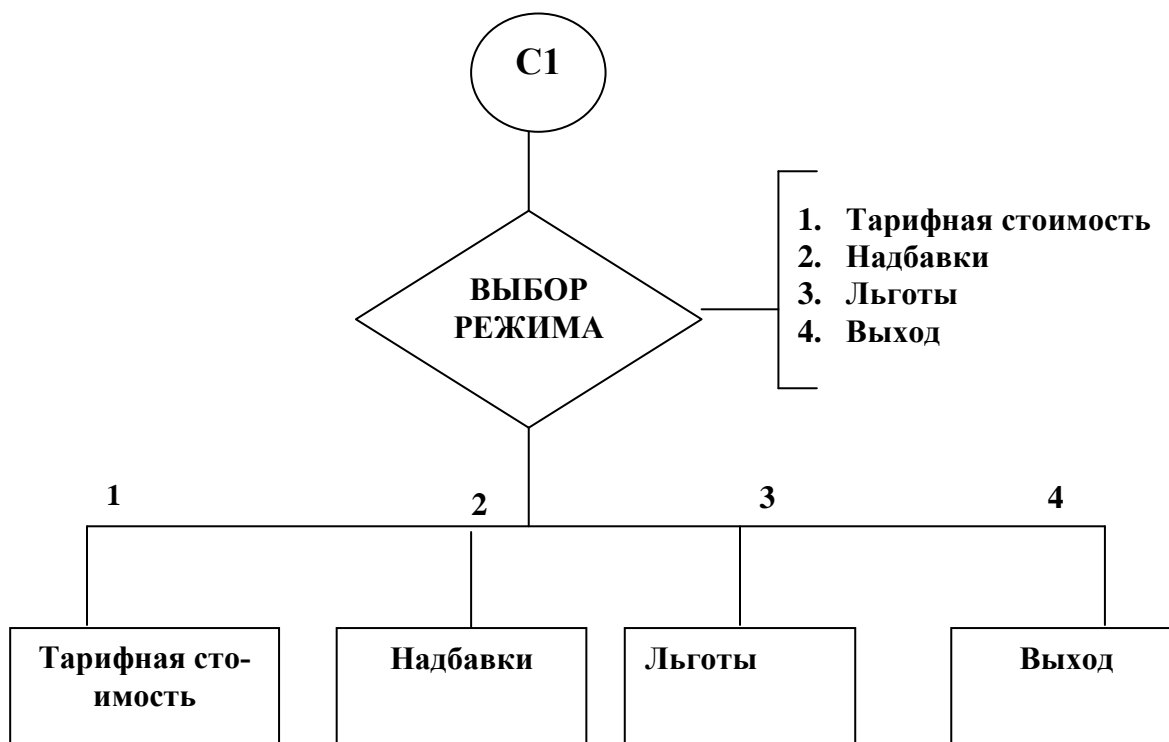 С1
ВЫБОР
РЕЖИМА
1. Тарифная стоимость
2. Надбавки
3. Льготы
4. Выход
1
2
3
4
Тарифная сто-
имость
Надбавки
Льготы
Выход